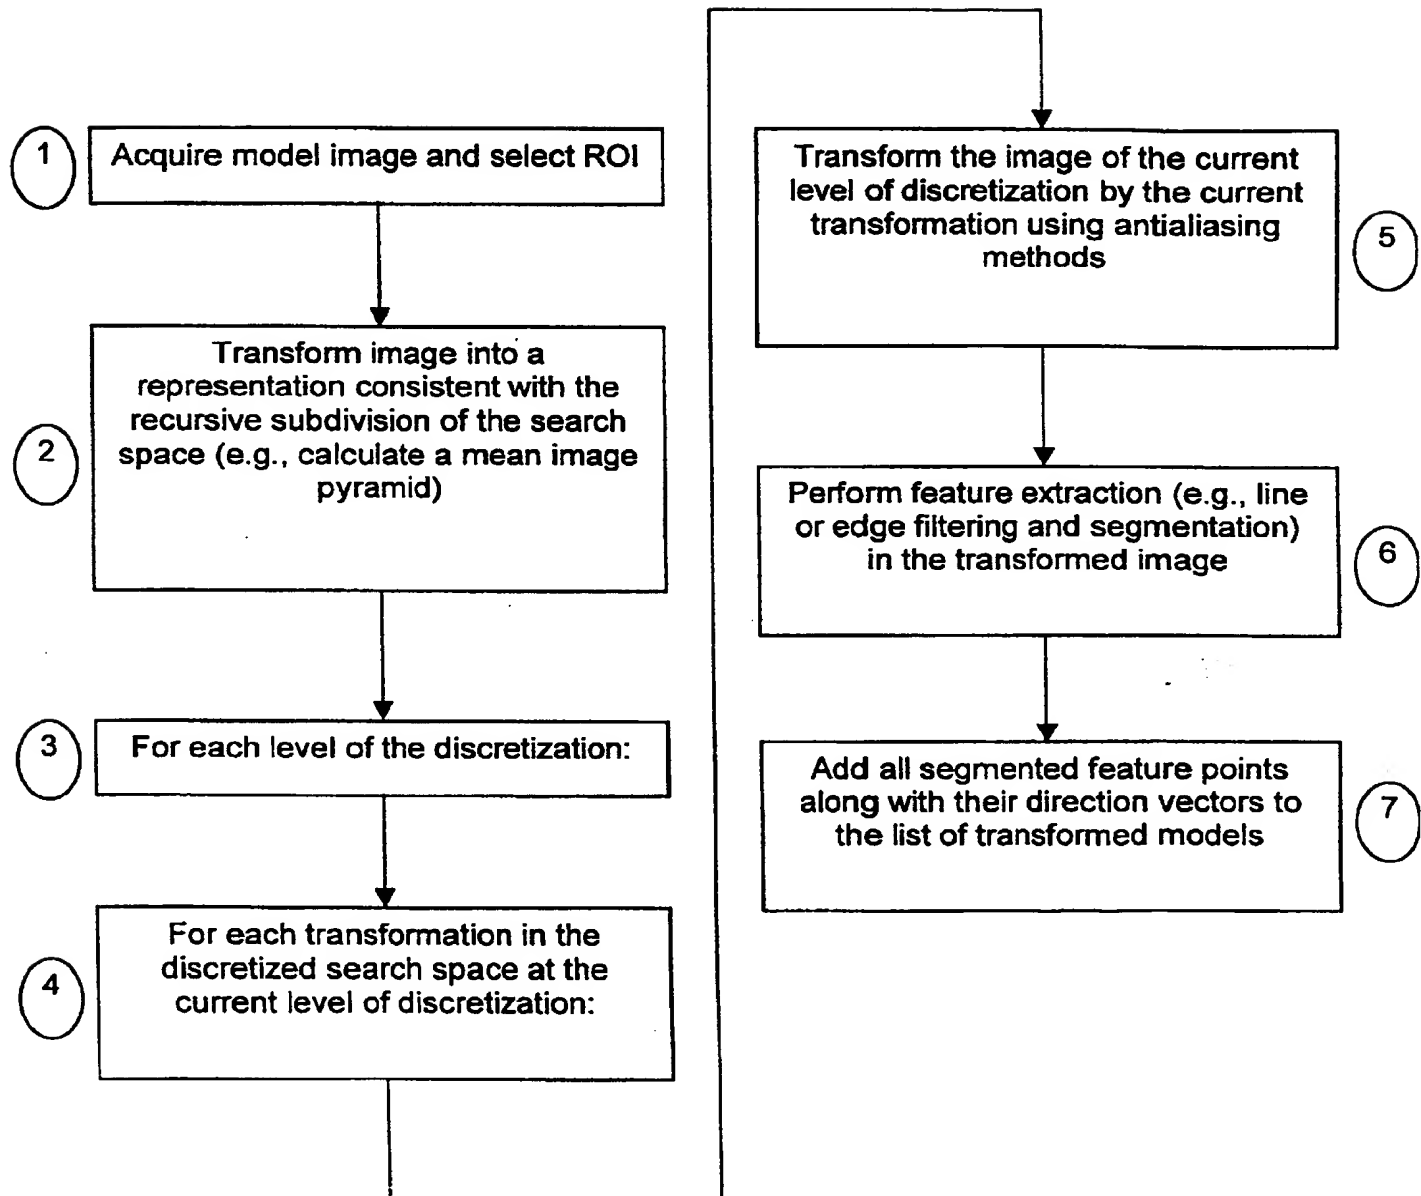 1
Acquire model image and select ROI
2
Transform image into a
representation consistent with the
recursive subdivision of the search
space (e.g., calculate a mean image
pyramid)
3
For each level of the discretization:
4
For each transformation in the
discretized search space at the
current level of discretization:
Transform the image of the current
level of discretization by the current
transformation using antialiasing
methods
5
Perform feature extraction (e.g., line
or edge filtering and segmentation)
in the transformed image
6
Add all segmented feature points
along with their direction vectors to
the list of transformed models
7